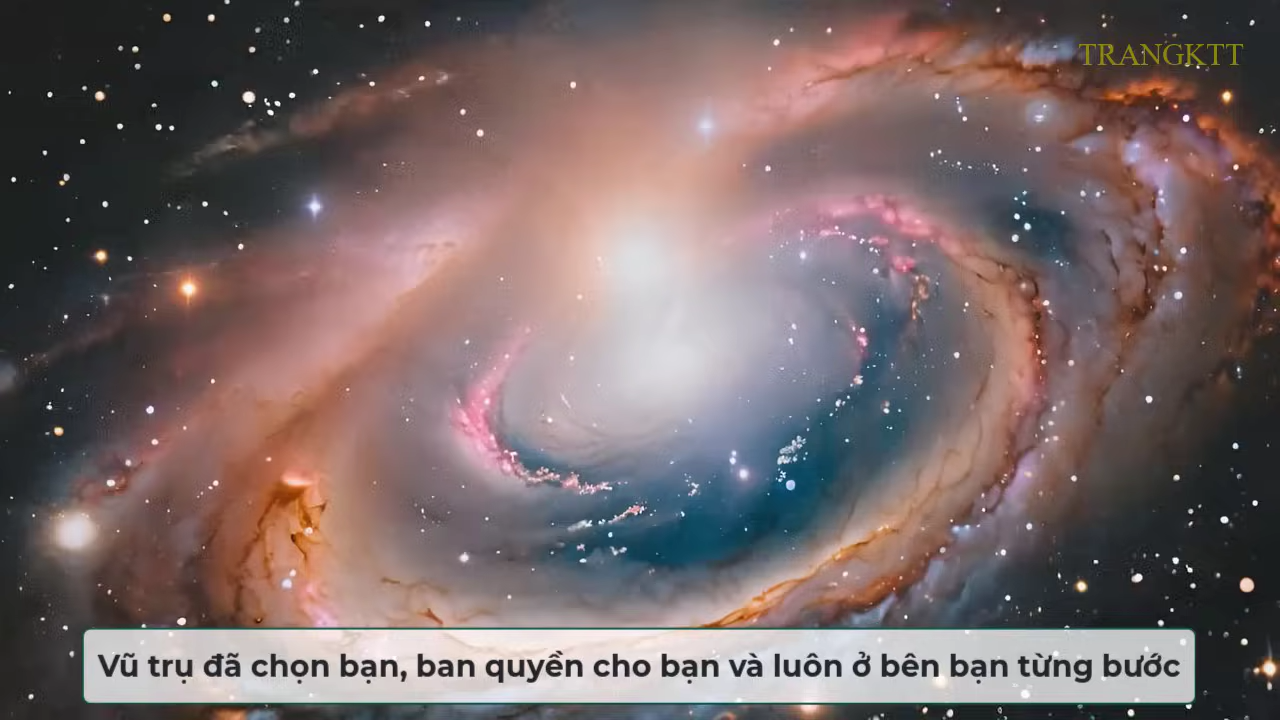 TRANGKTT
Vũ trụ đã chọn bạn, ban quyền cho bạn và luôn ở bên bạn từng bước